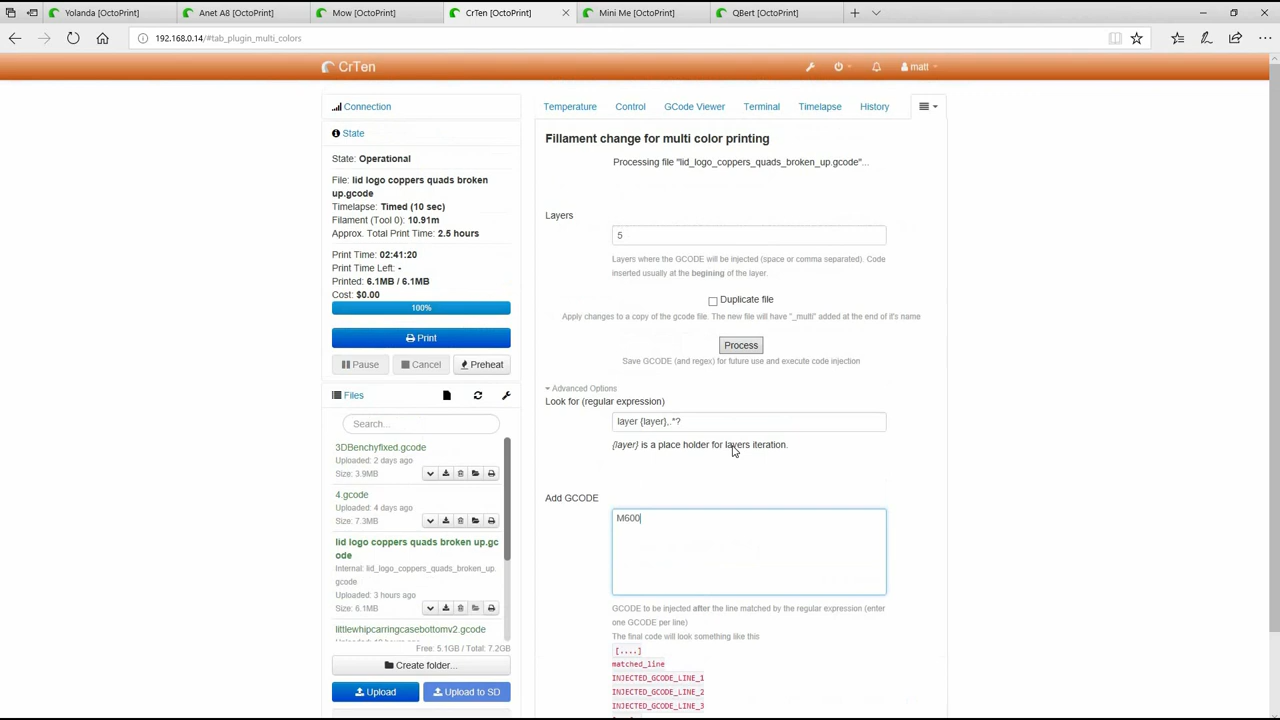 Yolanda [OctoPrint]
Anet A8 [OctoPrint]
Mow [OctoPrint]
CrTen [OctoPrint]
Mini Me [OctoPrint]
QBert [OctoPrint]
192.168.0.14/#tab_plugin_multi_colors
CrTen
matt
Connection
State
State: Operational
File: lid logo coppers quads broken
up.gcode
Timelapse: Timed (10 sec)
Filament (Tool 0): 10.91m
Approx. Total Print Time: 2.5 hours
Print Time: 02:41:20
Print Time Left: -
Printed: 6.1MB / 6.1MB
Cost: $0.00
100%
Print
Pause
Cancel
Preheat
Files
Search...
3DBenchyfixed.gcode
Uploaded: 2 days ago
Size: 3.9MB
4.gcode
Uploaded: 4 days ago
Size: 7.3MB
lid logo coppers quads broken up.gc
ode
Internal: lid_logo_coppers_quads_broken_up.
gcode
Uploaded: 3 hours ago
Size: 6.1MB
littlewhipcarringcasebottomv2.gcode
Free: 5.1GB / Total: 7.2GB
Create folder...
Upload
Upload to SD
Temperature
Control
GCode Viewer
Terminal
Timelapse
History
Fillament change for multi color printing
Processing file "lid_logo_coppers_quads_broken_up.gcode"...
Layers
5
Layers where the GCODE will be injected (space or comma separated). Code
inserted usually at the begining of the layer.
Duplicate file
Apply changes to a copy of the gcode file. The new file will have "_multi" added at the end of it's name
Process
Save GCODE (and regex) for future use and execute code injection
Advanced Options
Look for (regular expression)
layer {layer},.*?
{layer} is a place holder for layers iteration.
Add GCODE
M600
GCODE to be injected after the line matched by the regular expression (enter
one GCODE per line)
The final code will look something like this
[....]
matched_line
INJECTED_GCODE_LINE_1
INJECTED_GCODE_LINE_2
INJECTED_GCODE_LINE_3